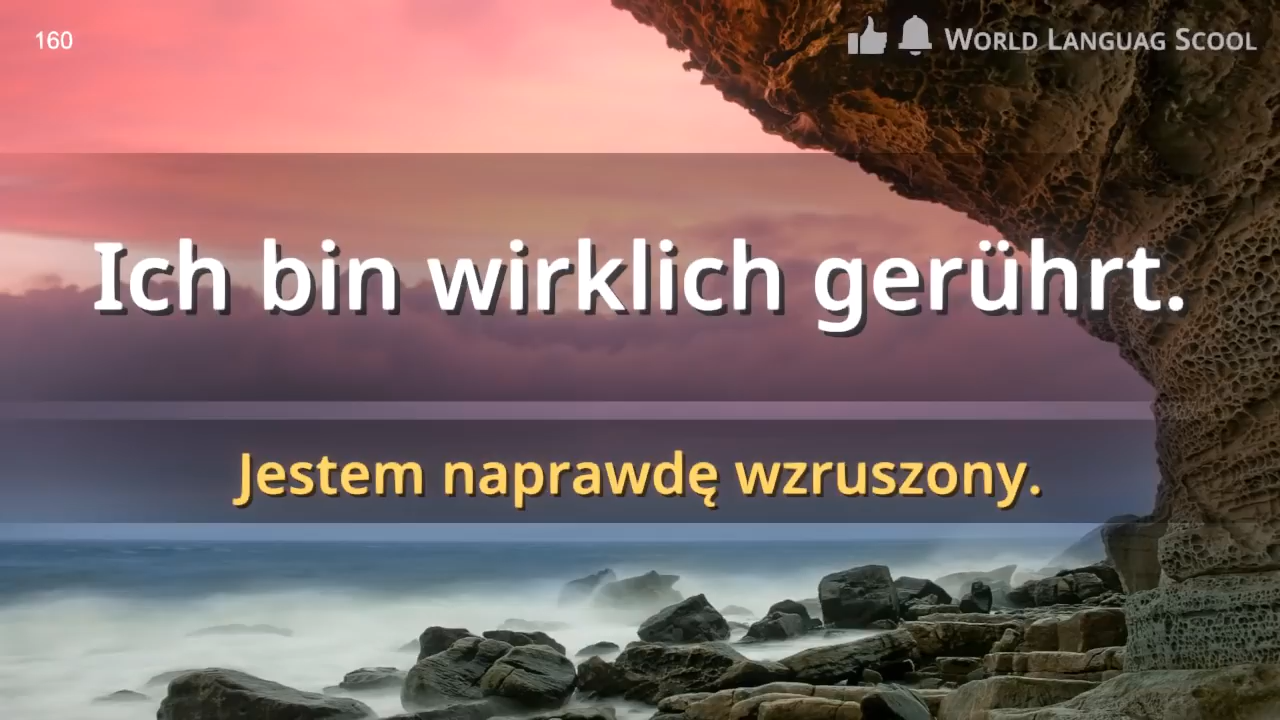 160
WORLD LANGUAG SCOOL
Ich bin wirklich gerührt.
Jestem naprawdę wzruszony.